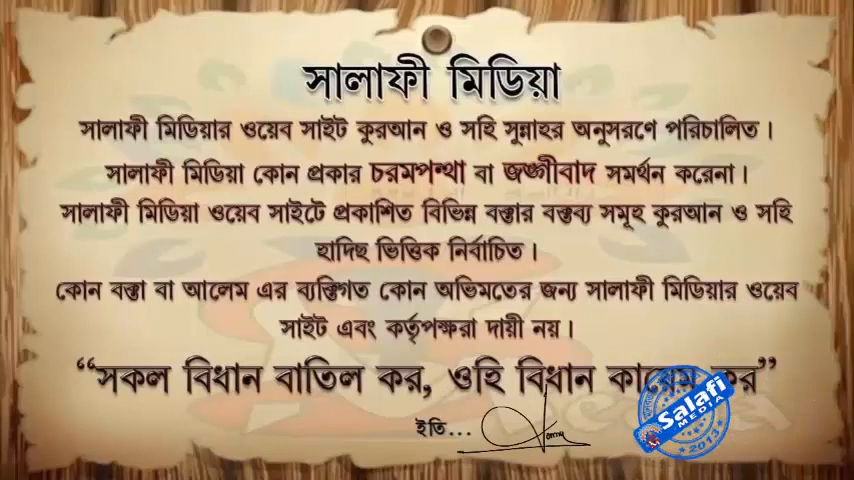 সালাফী মিডিয়া
সালাফী মিডিয়ার ওয়েব সাইট কুরআন ও সহি সুন্নাহর অনুসরণে পরিচালিত।
সালাফী মিডিয়া কোন প্রকার চরমপন্থা বা জঙ্গীবাদ সমর্থন করেনা।
সালাফী মিডিয়া ওয়েব সাইটে প্রকাশিত বিভিন্ন বক্তার বক্তব্য সমূহ কুরআন ও সহি
হাদিছ ভিত্তিক নির্বাচিত।
কোন বক্তা বা আলেম এর ব্যক্তিগত কোন অভিমতের জন্য সালাফী মিডিয়ার ওয়েব
সাইট এবং কর্তৃপক্ষরা দায়ী নয়।
“সকল বিধান বাতিল কর, ওহি বিধান কায়েম কর”
ইতি...
Salafi
MEDIA
2013